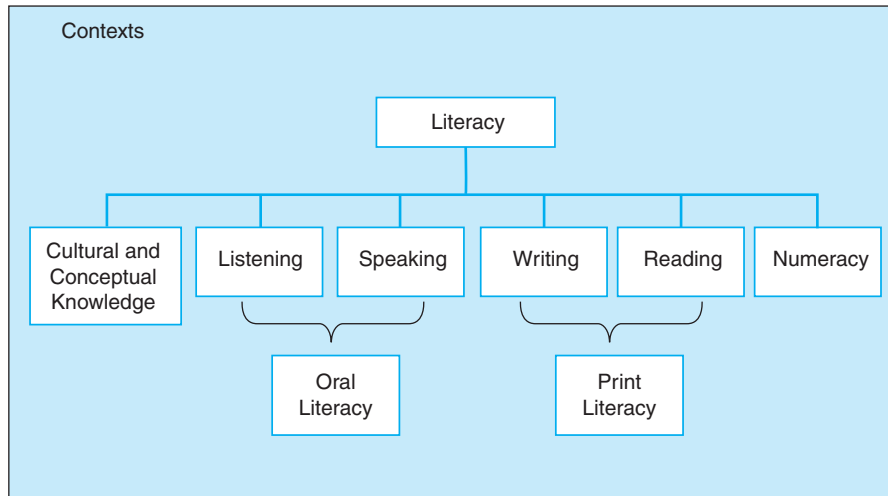 Contexts
Literacy
Cultural and
Conceptual
Knowledge
Listening
Speaking
Writing
Reading
Numeracy
Oral
Literacy
Print
Literacy